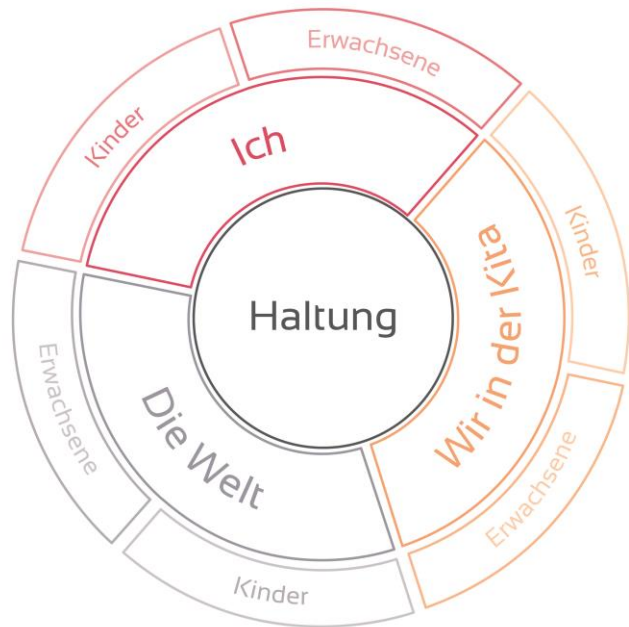 Erwachsene
Kinder
Ich
Kinder
Wir in der Kita
Haltung
Erwachsene
Die Welt
Erwachsene
Kinder